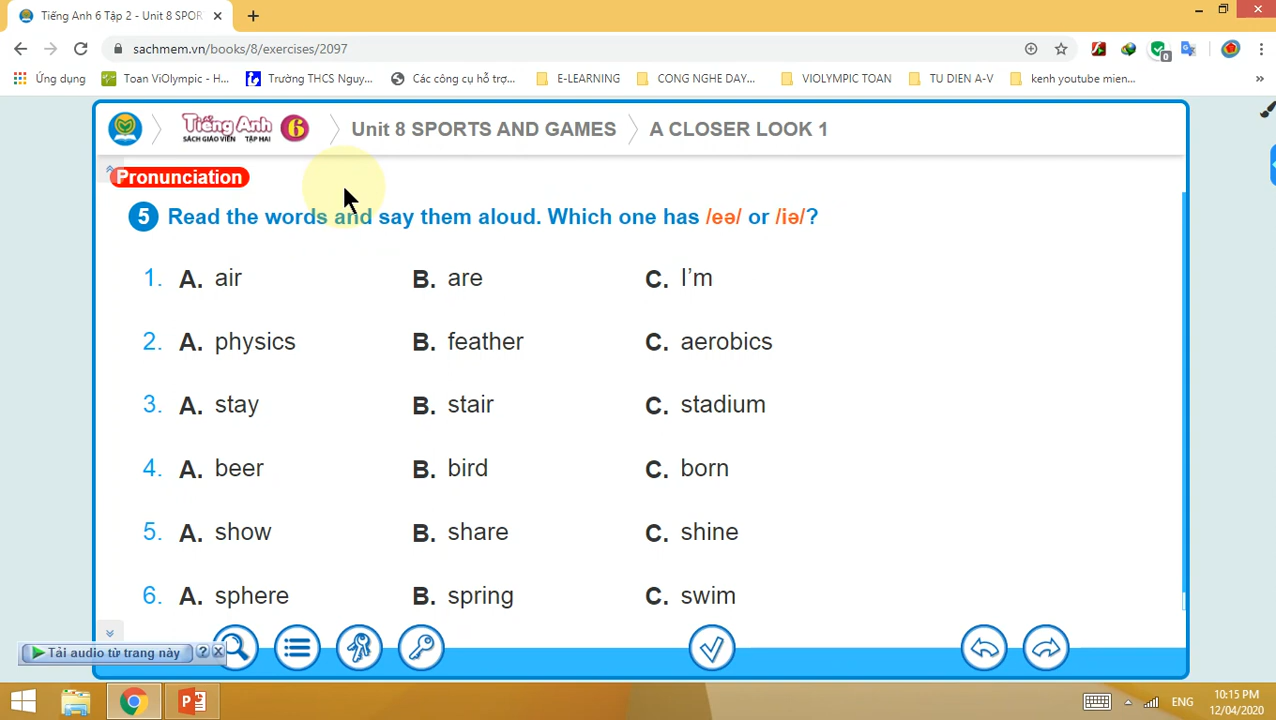 Tiếng Anh 6 Tập 2 - Unit 8 SPOR
sachmem.vn/books/8/exercises/2097
Ứng dụng Toan ViOlympic - H... Trường THCS Nguy... Các công cụ hỗ trợ... E-LEARNING CONG NGHE DAY... VIOLYMPIC TOAN TU DIEN A-V kenh youtube mien... »
Tiếng Anh 6 Unit 8 SPORTS AND GAMES A CLOSER LOOK 1
SÁCH GIÁO VIÊN TẬP HAI
Pronunciation
5 Read the words and say them aloud. Which one has /eə/ or /iə/?
1. A. air B. are C. I’m
2. A. physics B. feather C. aerobics
3. A. stay B. stair C. stadium
4. A. beer B. bird C. born
5. A. show B. share C. shine
6. A. sphere B. spring C. swim
Tải audio từ trang này ? X
ENG 10:15 PM
12/04/2020